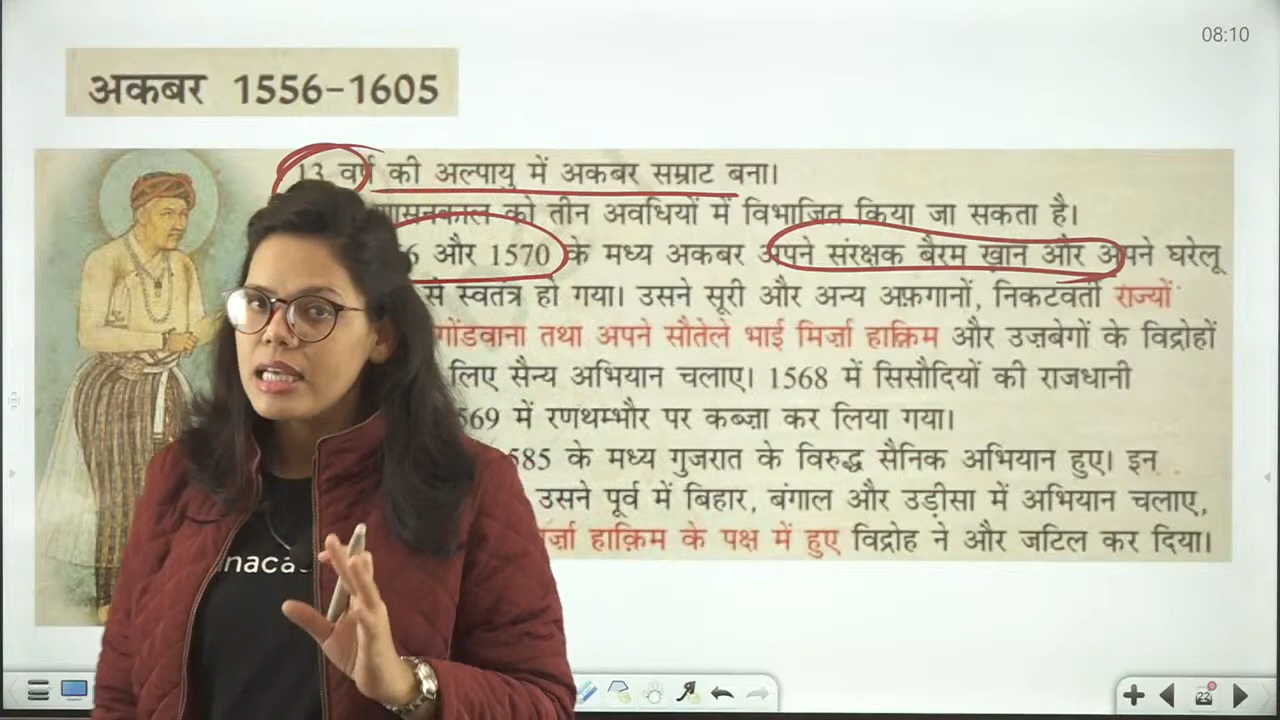 08:10
अकबर 1556-1605
13 वर्ष की अल्पायु में अकबर सम्राट बना।
शासनकाल को तीन अवधियों में विभाजित किया जा सकता है।
6 और 1570 के मध्य अकबर अपने संरक्षक बैरम खान और अपने घरेलू
से स्वतंत्र हो गया। उसने सूरी और अन्य अफ़गानों, निकटवर्ती राज्यों
गोंडवाना तथा अपने सौतेले भाई मिर्ज़ा हाक़िम और उज़बेगों के विद्रोहों
लिए सैन्य अभियान चलाए। 1568 में सिसौदियों की राजधानी
569 में रणथम्भौर पर कब्ज़ा कर लिया गया।
585 के मध्य गुजरात के विरुद्ध सैनिक अभियान हुए। इन
उसने पूर्व में बिहार, बंगाल और उड़ीसा में अभियान चलाए,
र्ज़ा हाक़िम के पक्ष में हुए विद्रोह ने और जटिल कर दिया।
22